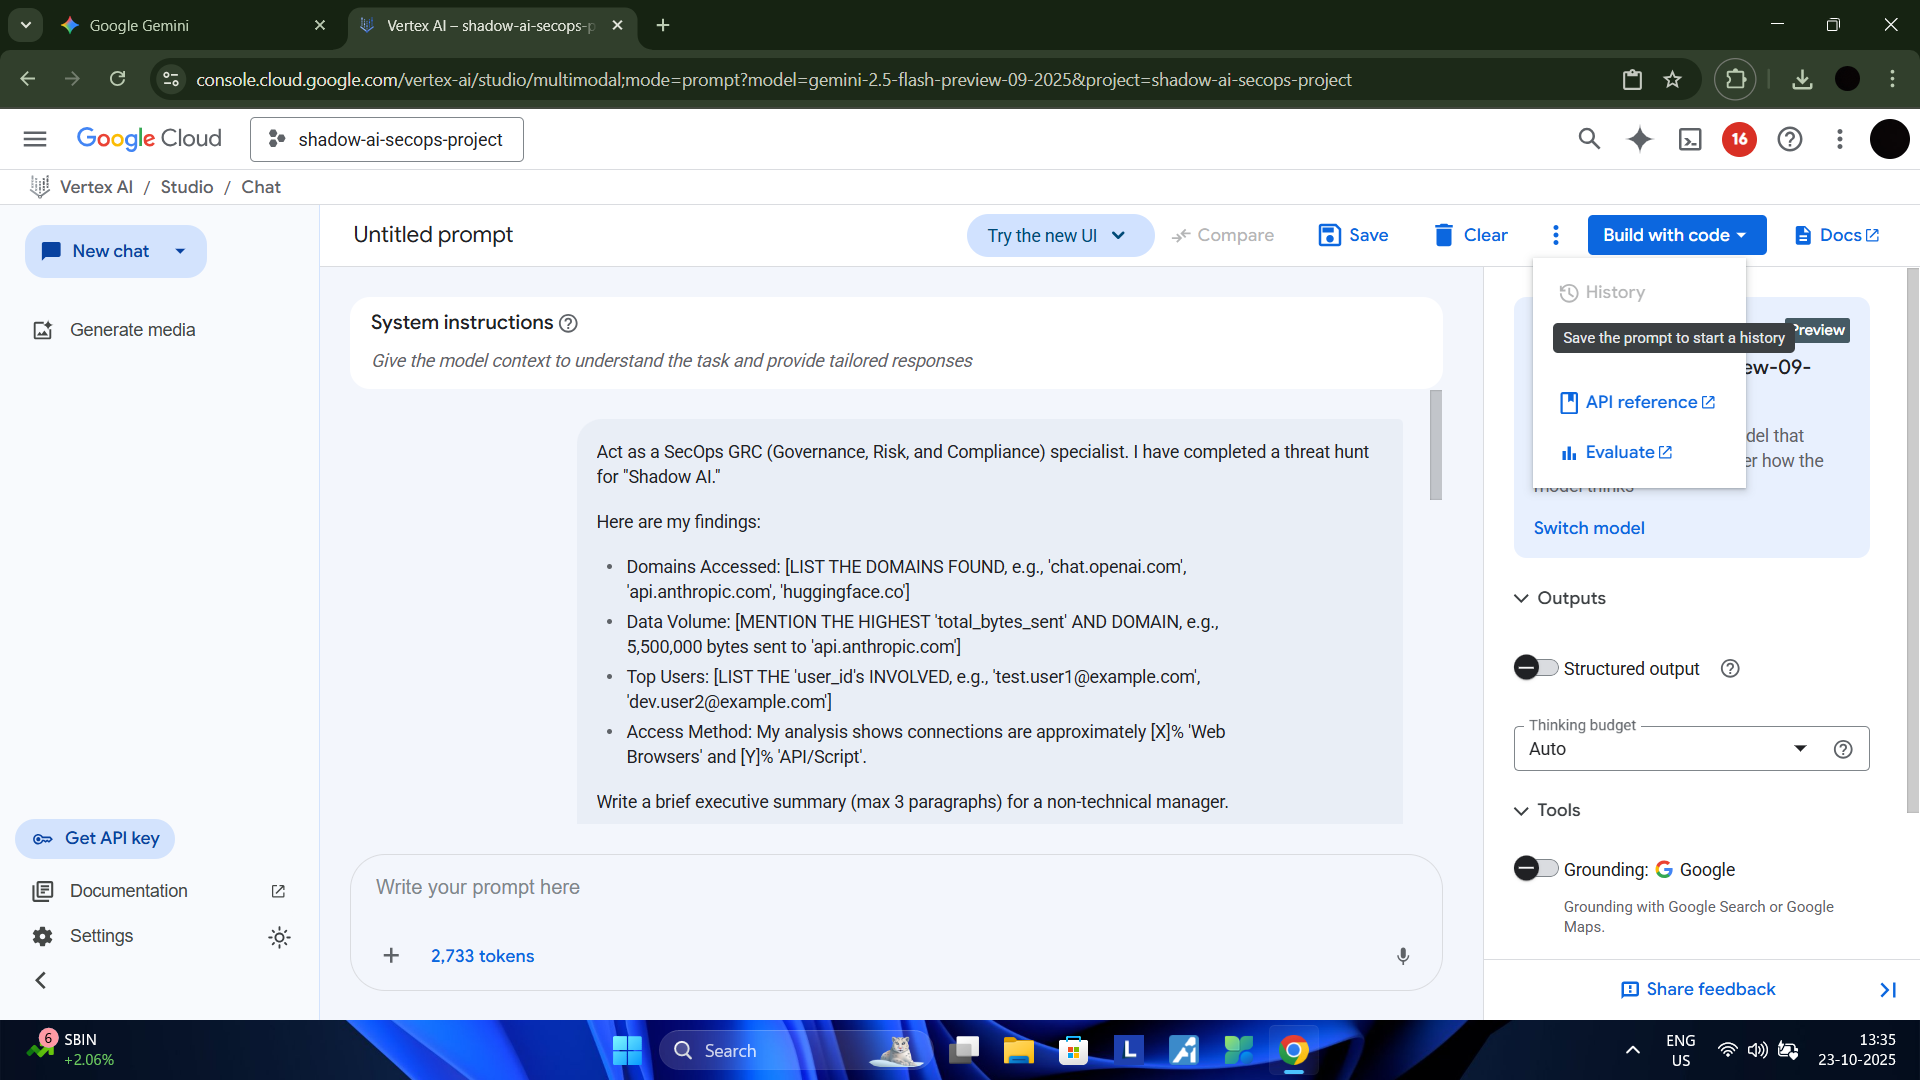 Google Gemini
Vertex AI – shadow-ai-secops-p
console.cloud.google.com/vertex-ai/studio/multimodal;mode=prompt?model=gemini-2.5-flash-preview-09-2025&project=shadow-ai-secops-project
Google Cloud
shadow-ai-secops-project
16
Vertex AI / Studio / Chat
New chat
Generate media
Untitled prompt
Try the new UI
Compare
Save
Clear
Build with code
Docs
History
Save the prompt to start a history
API reference
Evaluate
Preview
ew-09-
del that
er how the
model thinks
Switch model
System instructions
Give the model context to understand the task and provide tailored responses
Act as a SecOps GRC (Governance, Risk, and Compliance) specialist. I have completed a threat hunt
for "Shadow AI."
Here are my findings:
• Domains Accessed: [LIST THE DOMAINS FOUND, e.g., 'chat.openai.com',
'api.anthropic.com', 'huggingface.co']
• Data Volume: [MENTION THE HIGHEST 'total_bytes_sent' AND DOMAIN, e.g.,
5,500,000 bytes sent to 'api.anthropic.com']
• Top Users: [LIST THE 'user_id's INVOLVED, e.g., 'test.user1@example.com',
'dev.user2@example.com']
• Access Method: My analysis shows connections are approximately [X]% 'Web
Browsers' and [Y]% 'API/Script'.
Write a brief executive summary (max 3 paragraphs) for a non-technical manager.
Write your prompt here
2,733 tokens
Outputs
Structured output
Thinking budget
Auto
Tools
Grounding: Google
Grounding with Google Search or Google
Maps.
Share feedback
Get API key
Documentation
Settings
6
SBIN
+2.06%
Search
L
ENG
US
13:35
23-10-2025